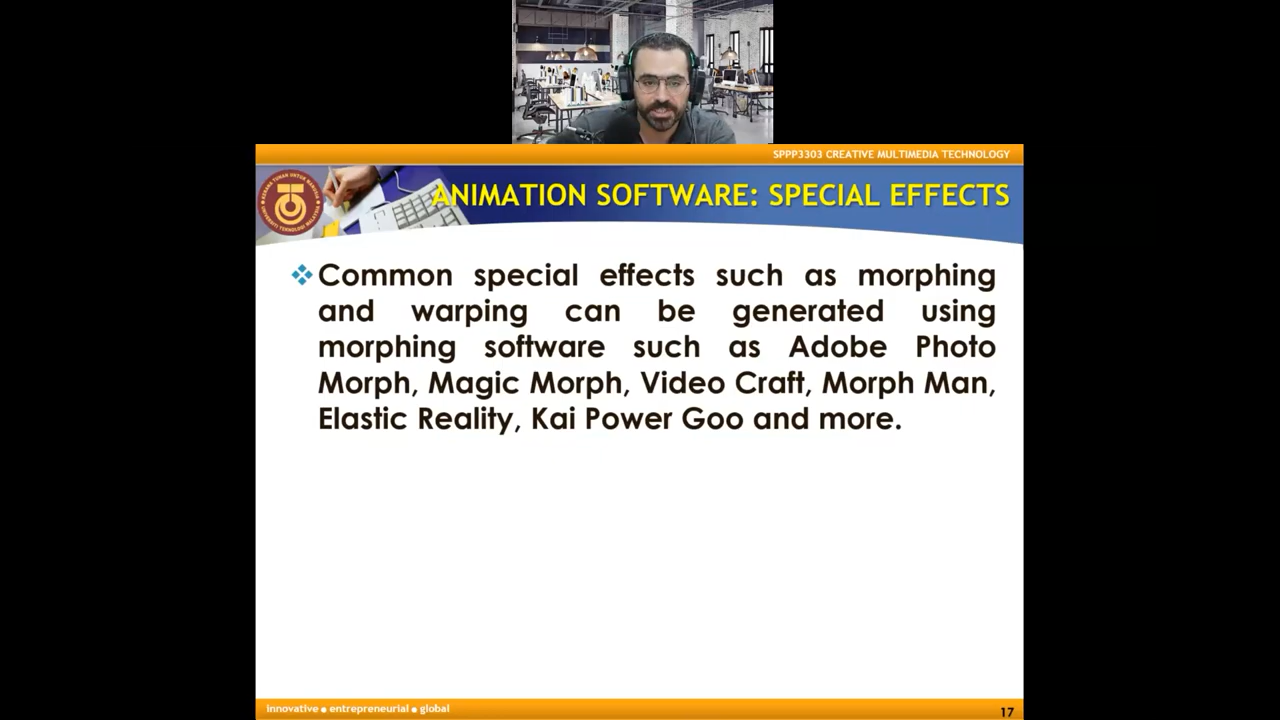 SPPP3303 CREATIVE MULTIMEDIA TECHNOLOGY
ANIMATION SOFTWARE: SPECIAL EFFECTS
Common special effects such as morphing
and warping can be generated using
morphing software such as Adobe Photo
Morph, Magic Morph, Video Craft, Morph Man,
Elastic Reality, Kai Power Goo and more.
innovative ● entrepreneurial ● global
17